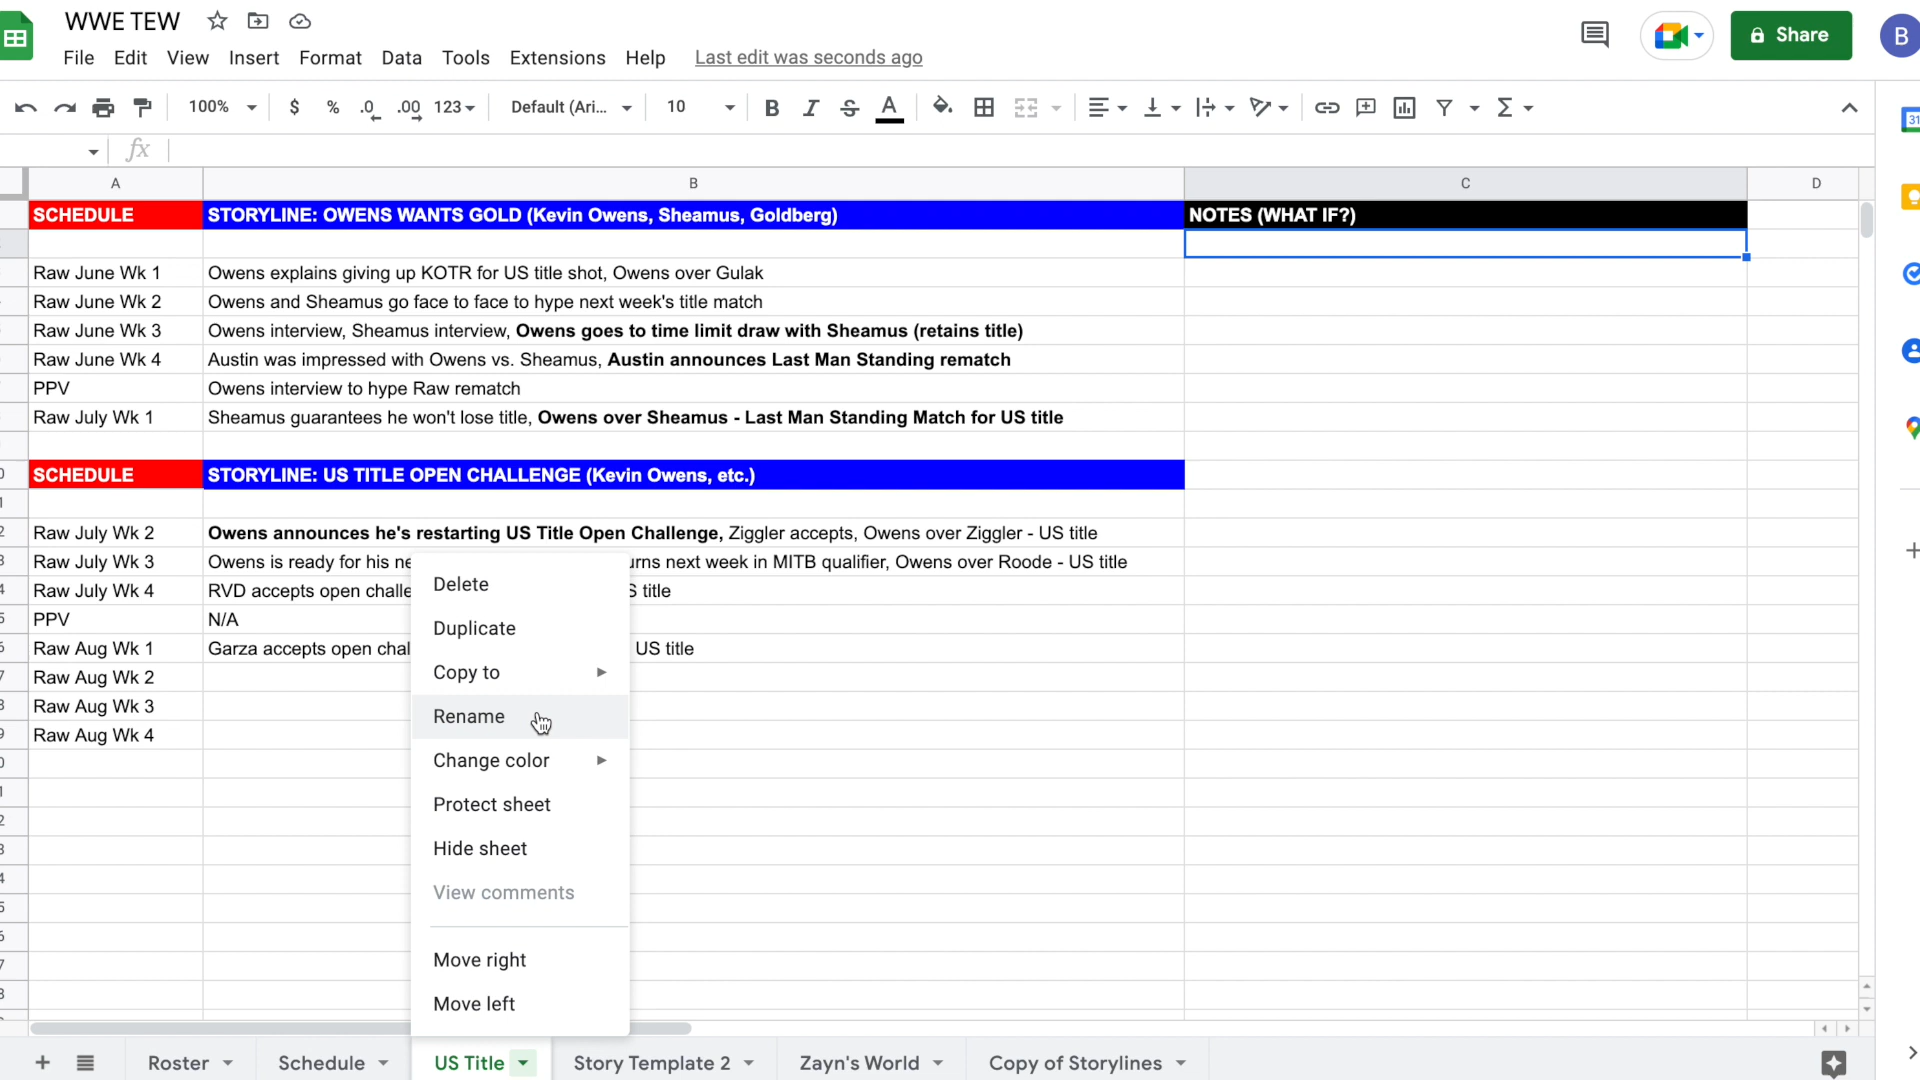 WWE TEW
File Edit View Insert Format Data Tools Extensions Help Last edit was seconds ago
Share
B
100% $ % .0 .00 123 Default (Ari... 10 B I S A
fx
A B C D
SCHEDULE STORYLINE: OWENS WANTS GOLD (Kevin Owens, Sheamus, Goldberg) NOTES (WHAT IF?)
Raw June Wk 1 Owens explains giving up KOTR for US title shot, Owens over Gulak
Raw June Wk 2 Owens and Sheamus go face to face to hype next week's title match
Raw June Wk 3 Owens interview, Sheamus interview, Owens goes to time limit draw with Sheamus (retains title)
Raw June Wk 4 Austin was impressed with Owens vs. Sheamus, Austin announces Last Man Standing rematch
PPV Owens interview to hype Raw rematch
Raw July Wk 1 Sheamus guarantees he won't lose title, Owens over Sheamus - Last Man Standing Match for US title
SCHEDULE STORYLINE: US TITLE OPEN CHALLENGE (Kevin Owens, etc.)
Raw July Wk 2 Owens announces he's restarting US Title Open Challenge, Ziggler accepts, Owens over Ziggler - US title
Raw July Wk 3 Owens is ready for his next week in MITB qualifier, Owens over Roode - US title
Raw July Wk 4 RVD accepts open title
PPV N/A
Raw Aug Wk 1 Garza accepts open US title
Raw Aug Wk 2
Raw Aug Wk 3
Raw Aug Wk 4
Delete
Duplicate
Copy to
Rename
Change color
Protect sheet
Hide sheet
View comments
Move right
Move left
Roster Schedule US Title Story Template 2 Zayn's World Copy of Storylines